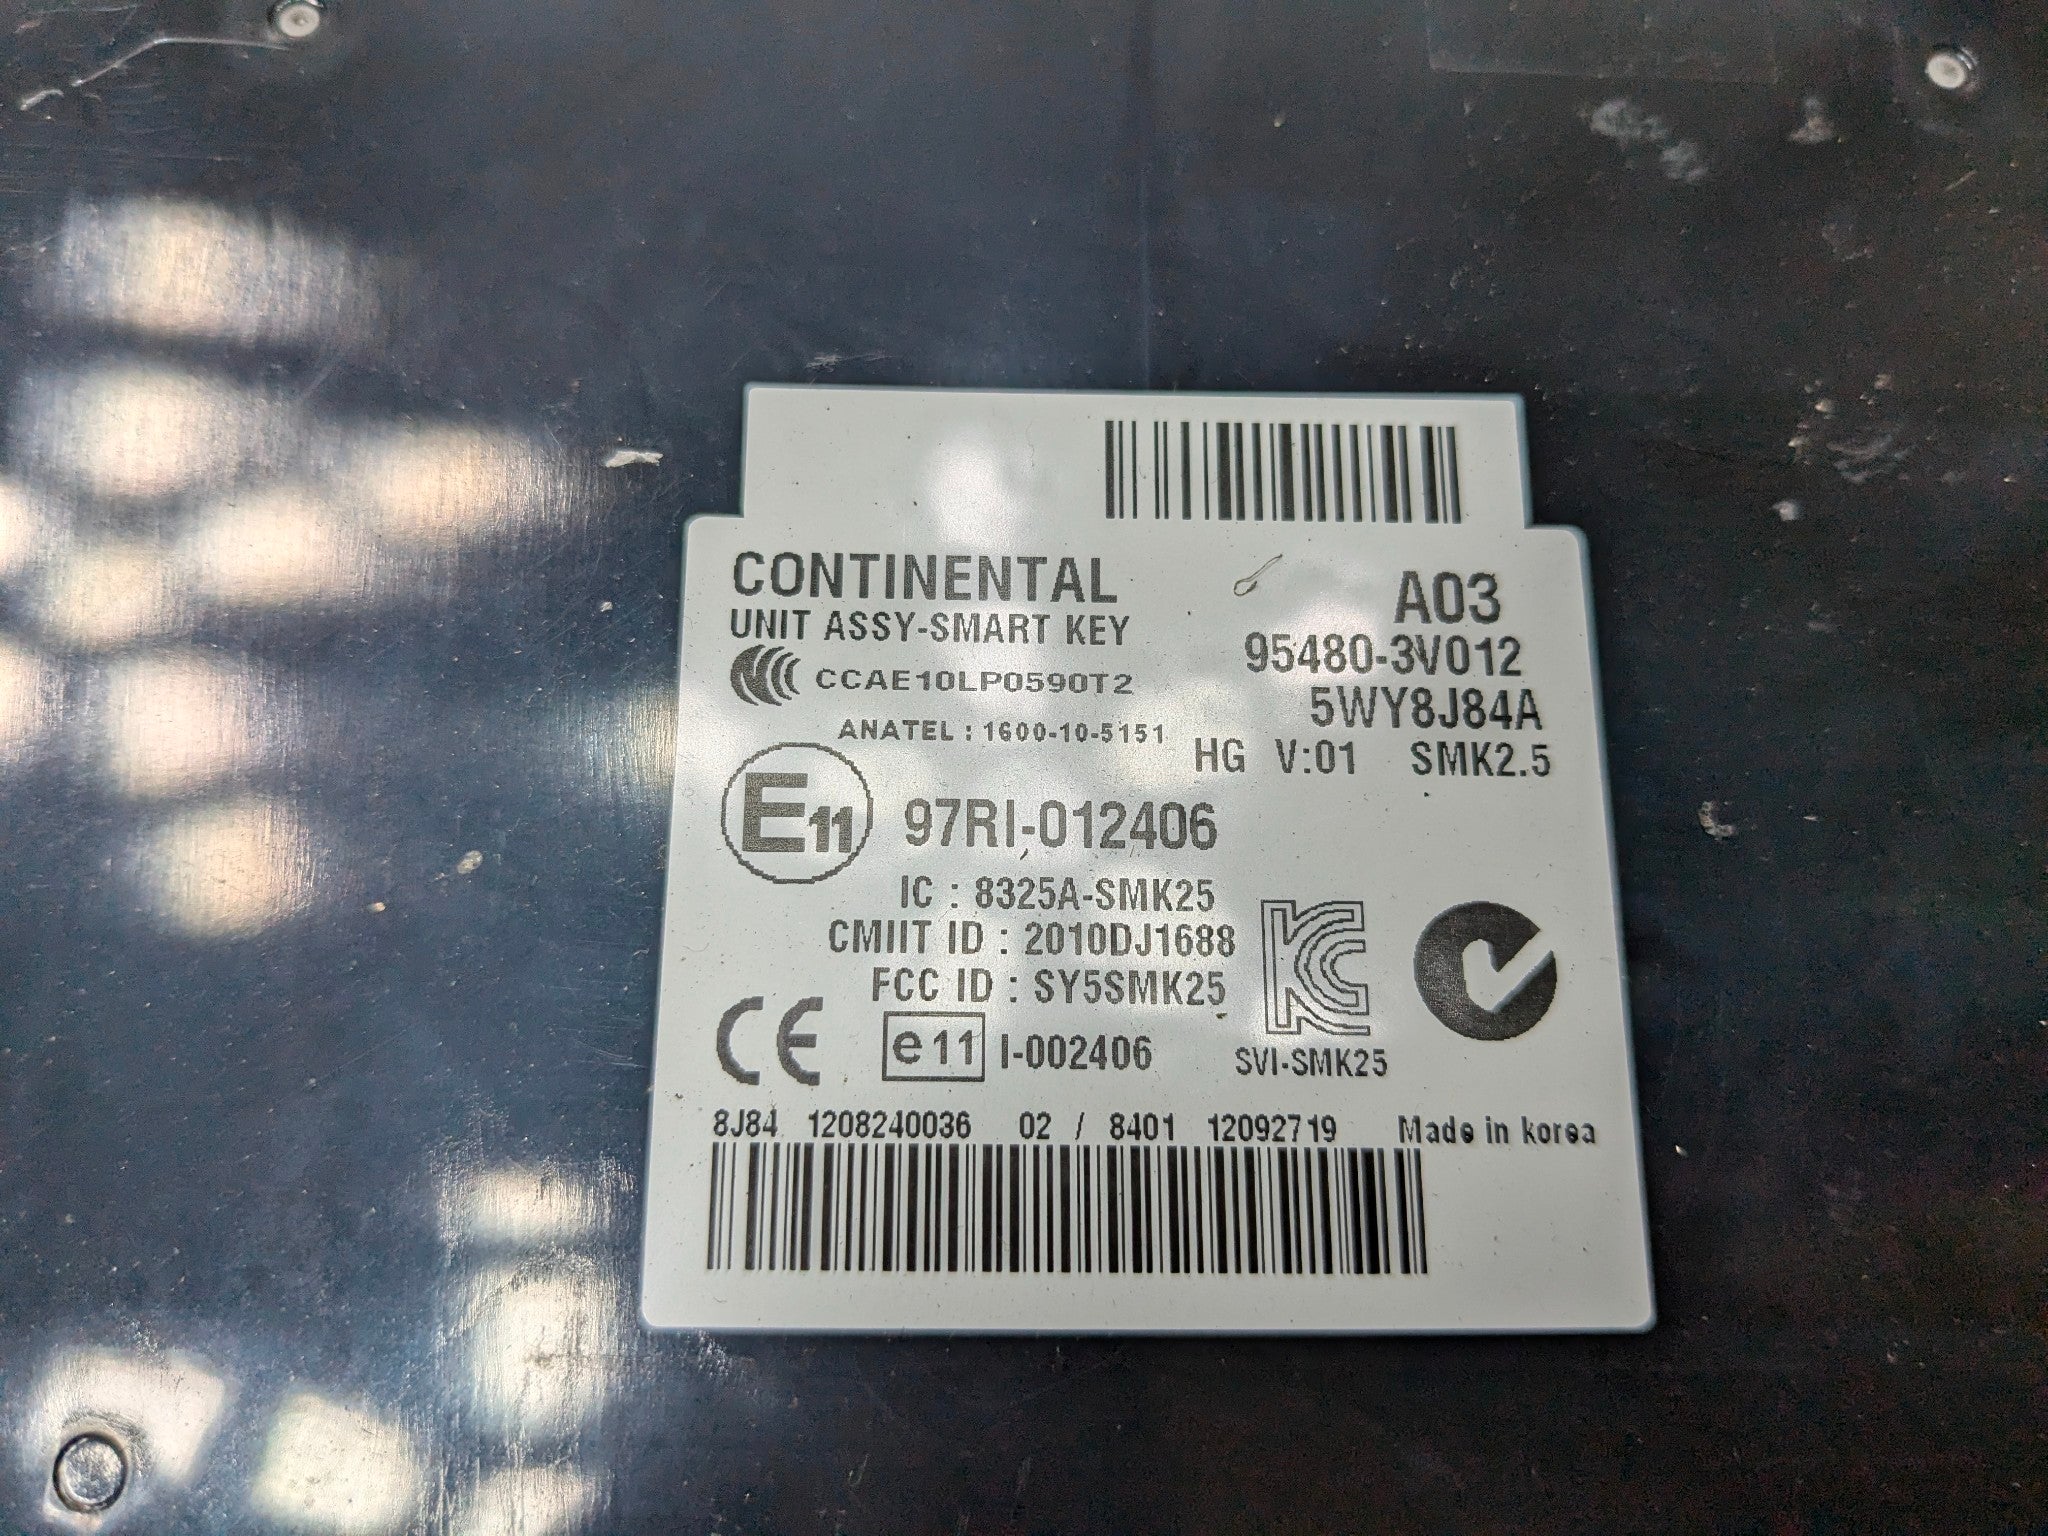 CONTINENTAL
A03
UNIT ASSY-SMART KEY
95480-3V012
CCAE10LP0590T2
5WY8J84A
ANATEL : 1600-10-5151
HG V:01 SMK2.5
E11 97RI-012406
IC : 8325A-SMK25
CMIIT ID : 2010DJ1688
FCC ID : SY5SMK25
CE e11 I-002406
KC
SVI-SMK25
8J84 1208240036 02 / 8401 12092719 Made in korea